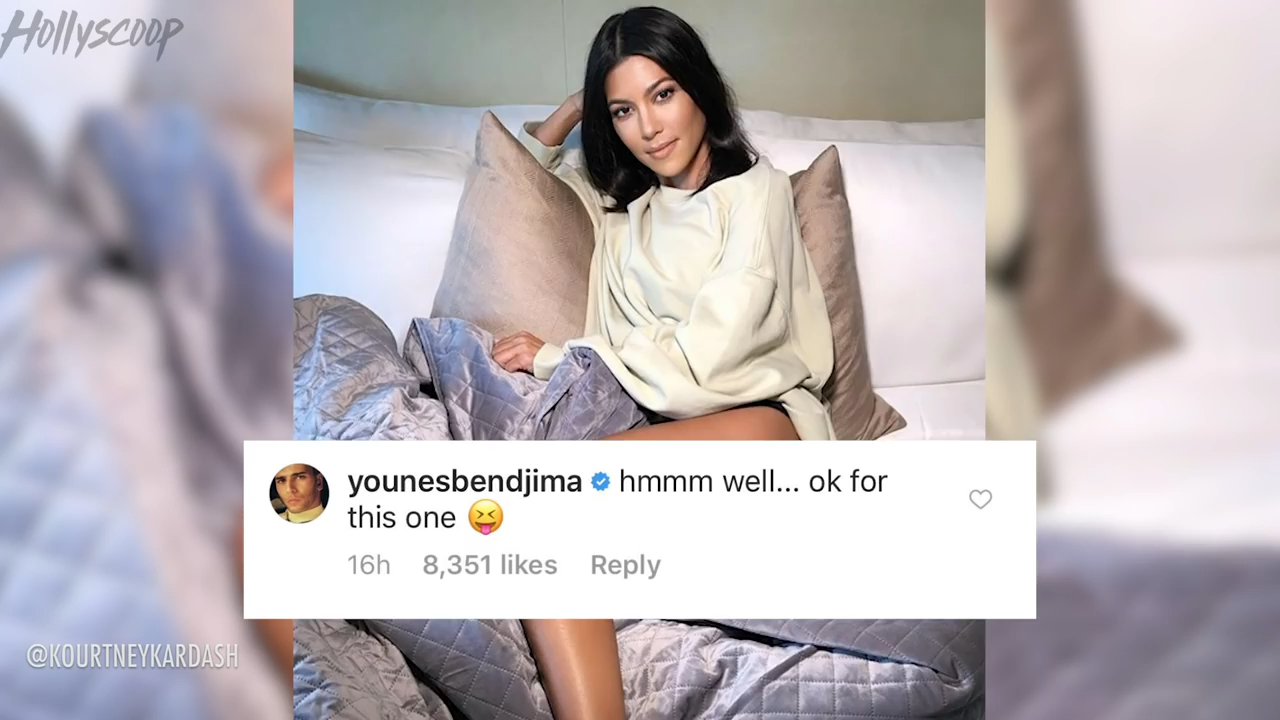 Hollyscoop
younesbendjima hmmm well... ok for
this one 😝
16h 8,351 likes Reply
@KOURTNEYKARDASH